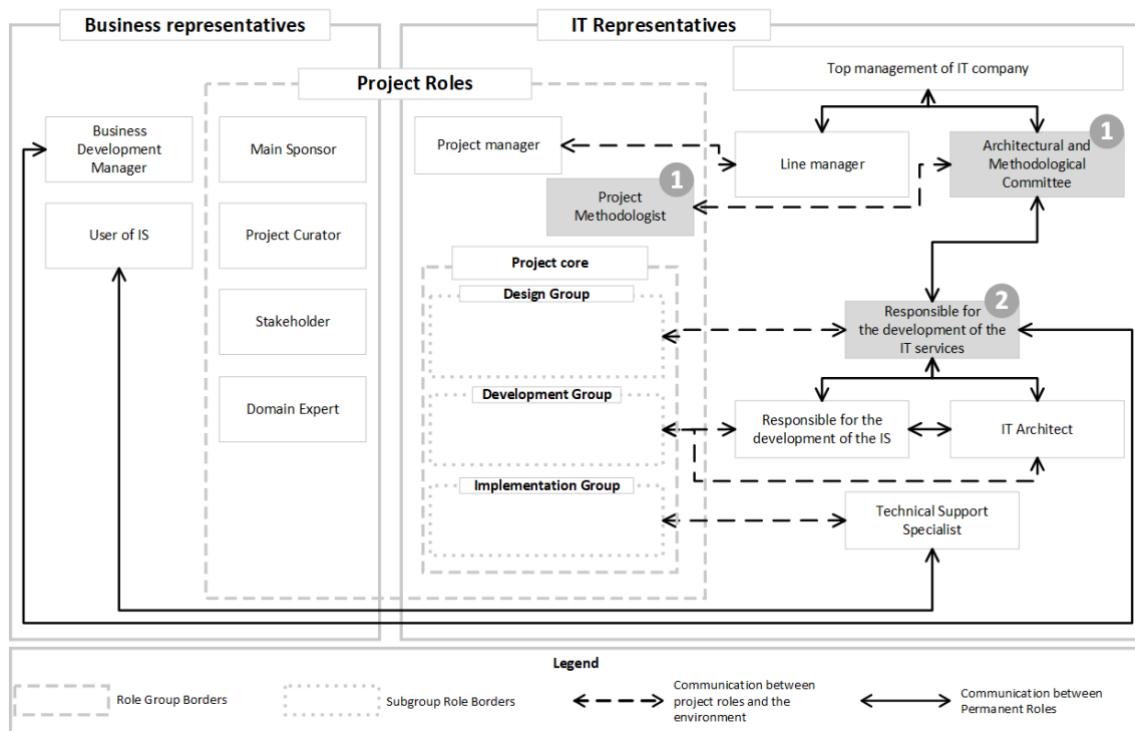 Business representatives
IT Representatives
Project Roles
Top management of IT company
Business
Development
Manager
Main Sponsor
Project manager
Line manager
1
Architectural and
Methodological
Committee
1
Project
Methodologist
User of IS
Project Curator
Project core
Design Group
2
Responsible for
the development of the
IT services
Stakeholder
Development Group
Domain Expert
Responsible for the
development of the IS
IT Architect
Implementation Group
Technical Support
Specialist
Legend
Role Group Borders
Subgroup Role Borders
Communication between
project roles and the
environment
Communication between
Permanent Roles